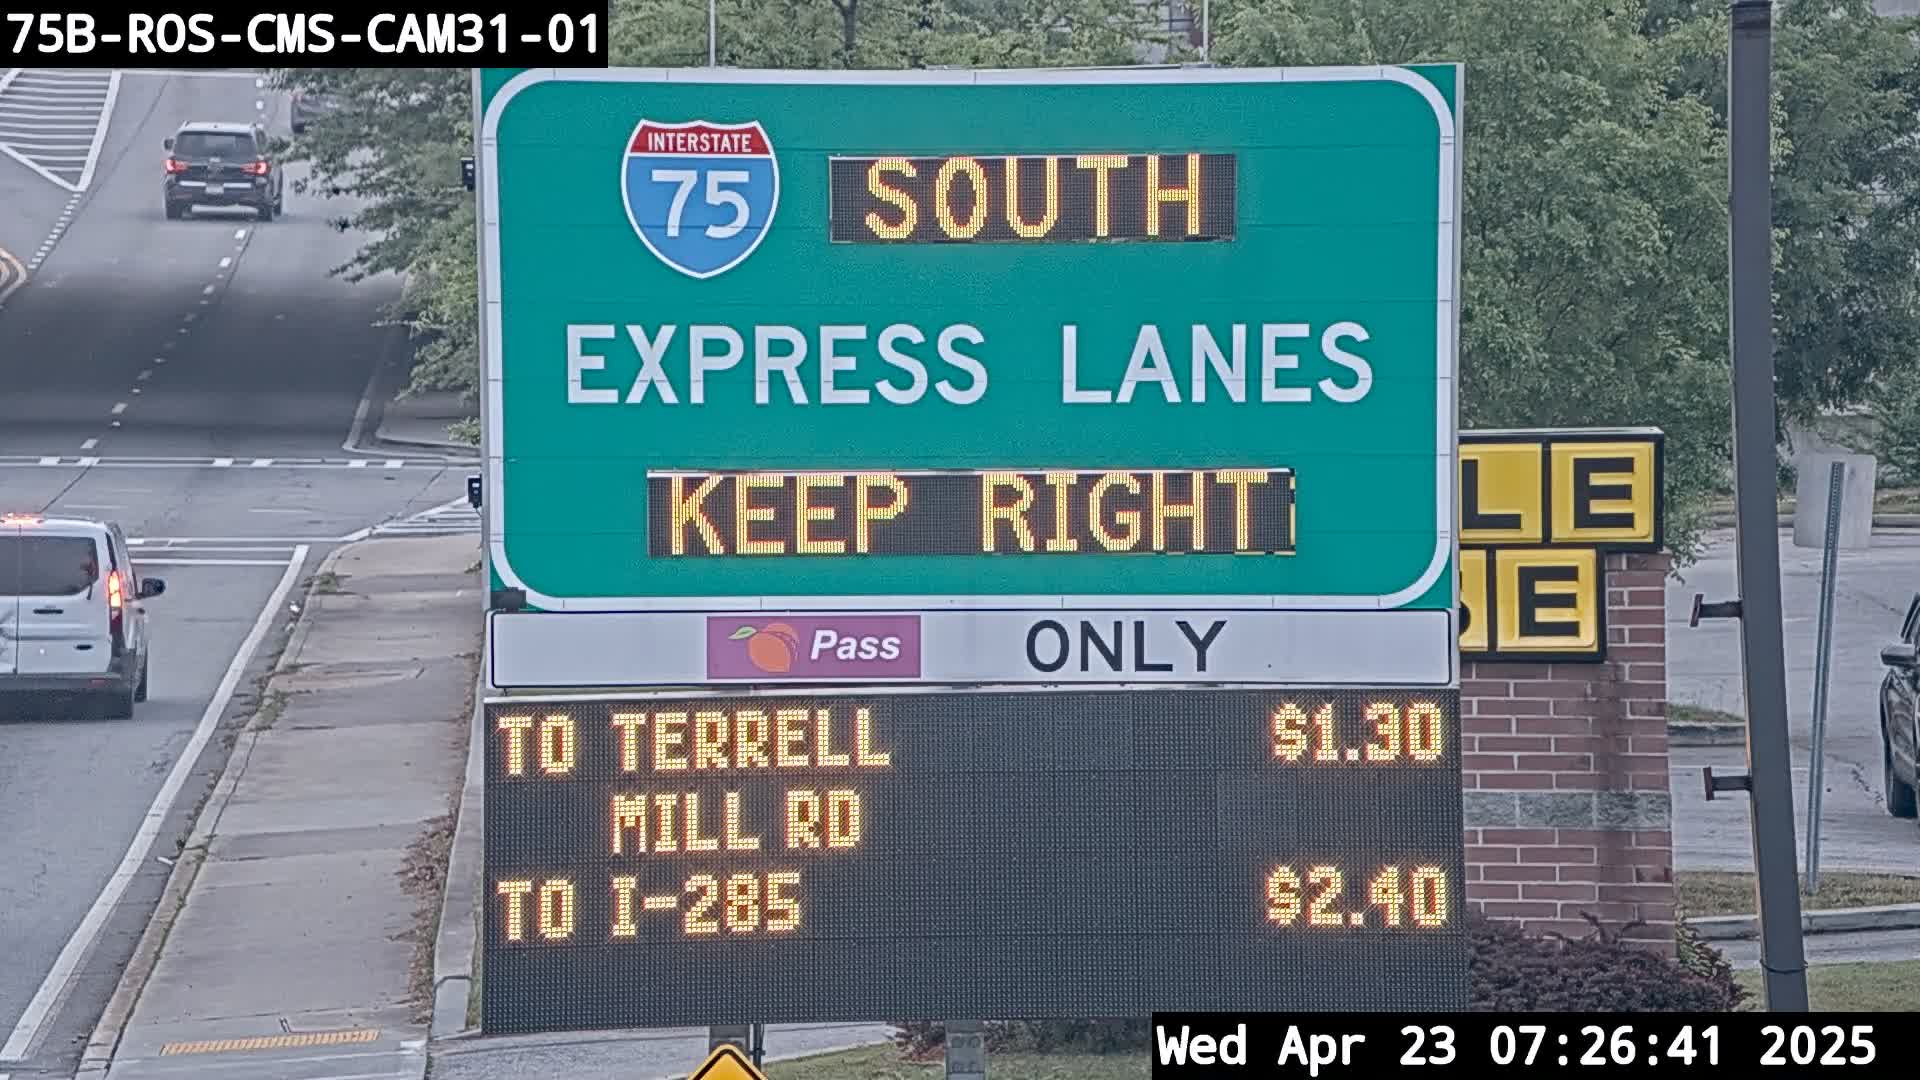 75B-ROS-CMS-CAM31-01
INTERSTATE
75
SOUTH
EXPRESS LANES
KEEP RIGHT
Pass ONLY
TO TERRELL $1.30
MILL RD
TO I-285 $2.40
LE
E
Wed Apr 23 07:26:41 2025